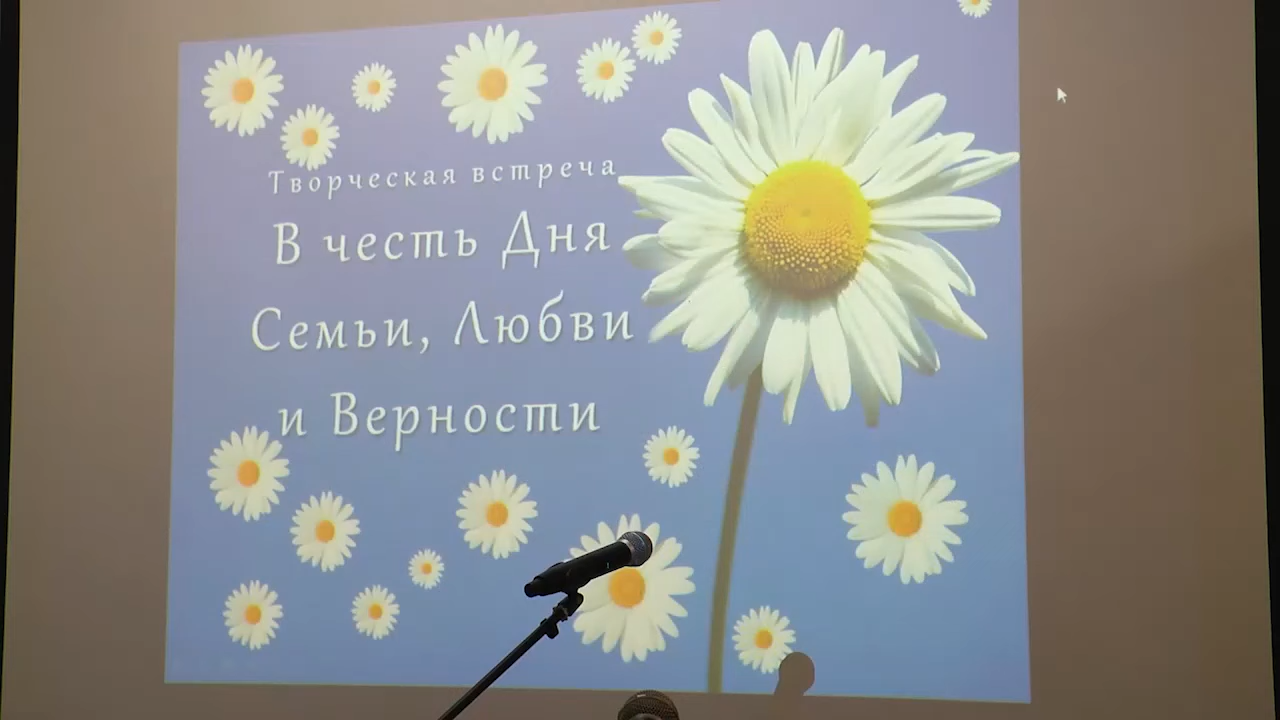 Творческая встреча
В честь Дня
Семьи, Любви
и Верности